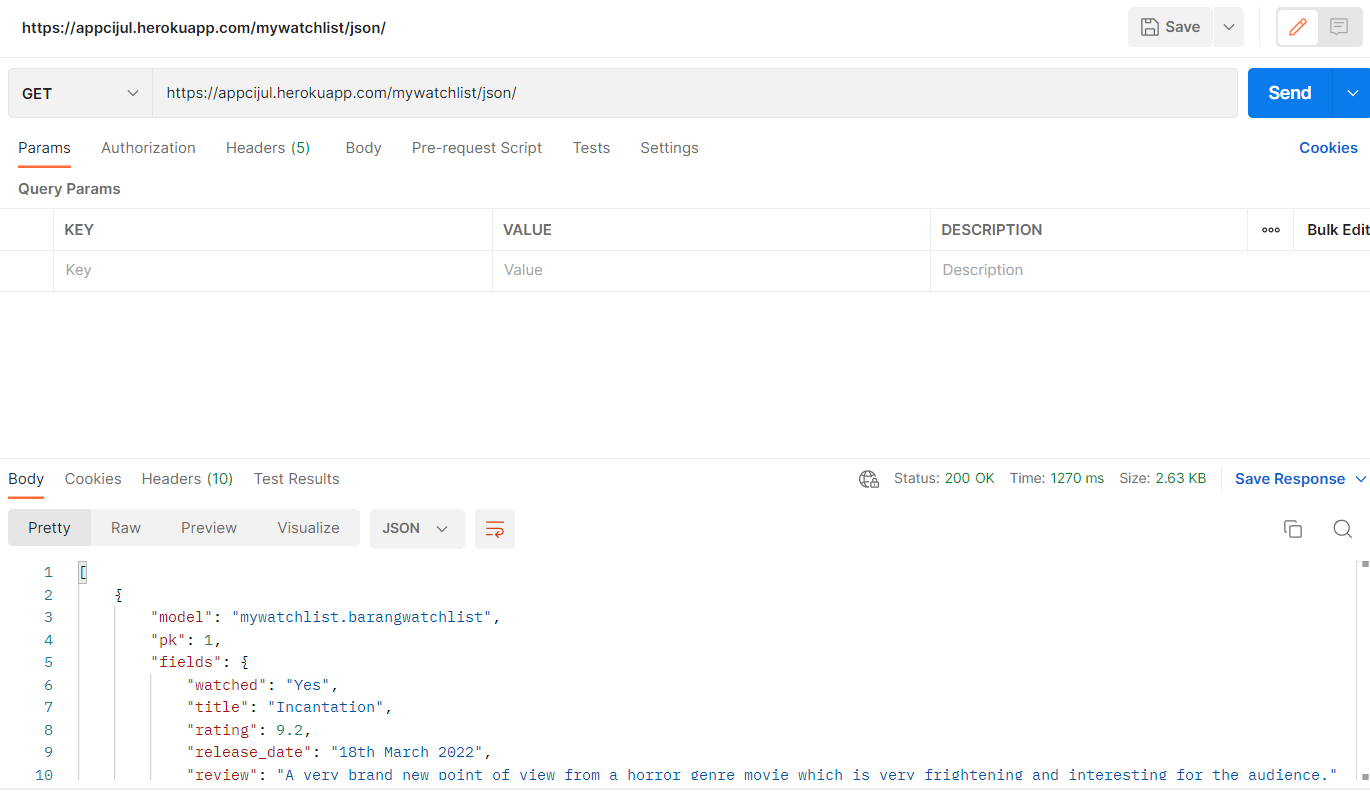 https://appcijul.herokuapp.com/mywatchlist/json/ Save
GET https://appcijul.herokuapp.com/mywatchlist/json/ Send
Params Authorization Headers (5) Body Pre-request Script Tests Settings Cookies
Query Params
KEY VALUE DESCRIPTION ooo Bulk Edit
Key Value Description
Body Cookies Headers (10) Test Results Status: 200 OK Time: 1270 ms Size: 2.63 KB Save Response
Pretty Raw Preview Visualize JSON
1 [
2 {
3 "model": "mywatchlist.barangwatchlist",
4 "pk": 1,
5 "fields": {
6 "watched": "Yes",
7 "title": "Incantation",
8 "rating": 9.2,
9 "release_date": "18th March 2022",
10 "review": "A very brand new point of view from a horror genre movie which is very frightening and interesting for the audience."